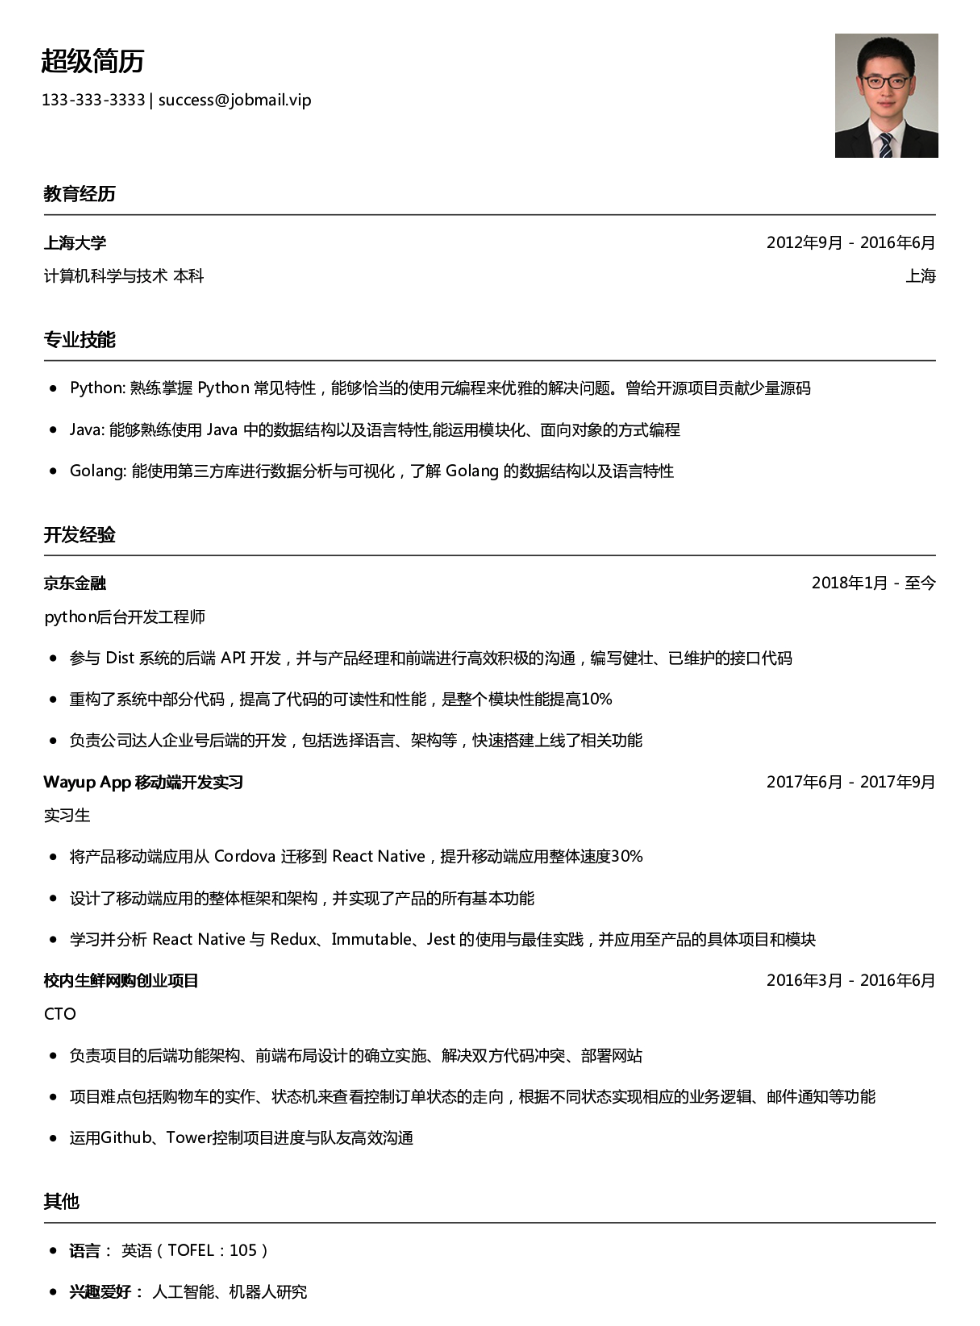 超级简历
133-333-3333 | success@jobmail.vip
教育经历
上海大学 2012年9月 - 2016年6月
计算机科学与技术 本科 上海
专业技能
● Python: 熟练掌握 Python 常见特性，能够恰当的使用元编程来优雅的解决问题。曾给开源项目贡献少量源码
● Java: 能够熟练使用 Java 中的数据结构以及语言特性,能运用模块化、面向对象的方式编程
● Golang: 能使用第三方库进行数据分析与可视化，了解 Golang 的数据结构以及语言特性
开发经验
京东金融 2018年1月 - 至今
python后台开发工程师
● 参与 Dist 系统的后端 API 开发，并与产品经理和前端进行高效积极的沟通，编写健壮、已维护的接口代码
● 重构了系统中部分代码，提高了代码的可读性和性能，是整个模块性能提高10%
● 负责公司达人企业号后端的开发，包括选择语言、架构等，快速搭建上线了相关功能
Wayup App 移动端开发实习 2017年6月 - 2017年9月
实习生
● 将产品移动端应用从 Cordova 迁移到 React Native，提升移动端应用整体速度30%
● 设计了移动端应用的整体框架和架构，并实现了产品的所有基本功能
● 学习并分析 React Native 与 Redux、Immutable、Jest 的使用与最佳实践，并应用至产品的具体项目和模块
校内生鲜网购创业项目 2016年3月 - 2016年6月
CTO
● 负责项目的后端功能架构、前端布局设计的确立实施、解决双方代码冲突、部署网站
● 项目难点包括购物车的实作、状态机来查看控制订单状态的走向，根据不同状态实现相应的业务逻辑、邮件通知等功能
● 运用Github、Tower控制项目进度与队友高效沟通
其他
● 语言： 英语（TOFEL：105）
● 兴趣爱好： 人工智能、机器人研究